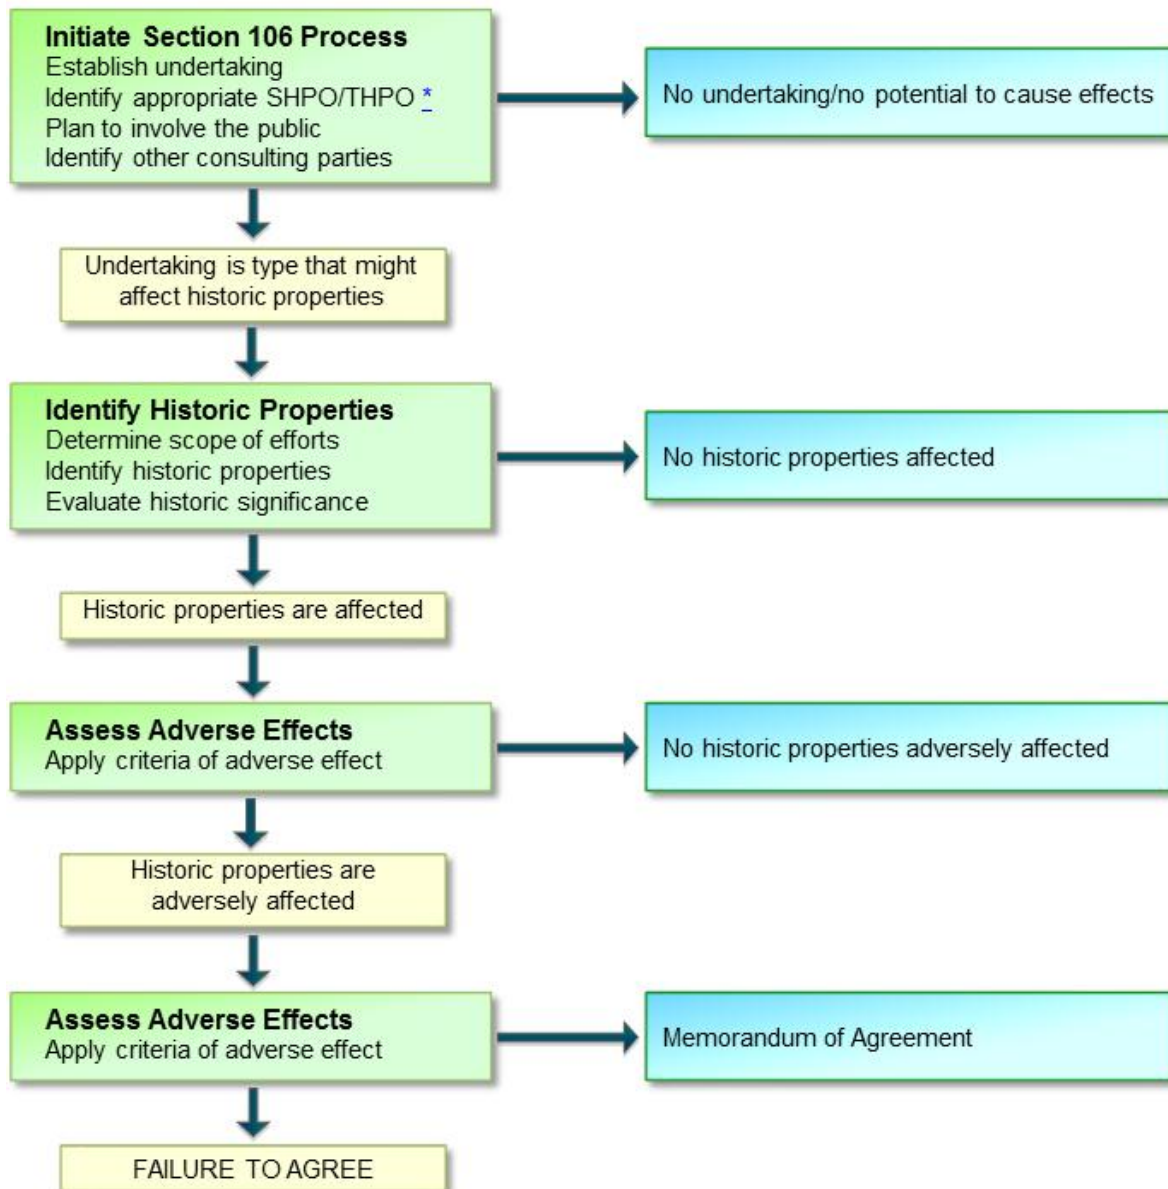 Initiate Section 106 Process
Establish undertaking
Identify appropriate SHPO/THPO *
Plan to involve the public
Identify other consulting parties
No undertaking/no potential to cause effects
Undertaking is type that might
affect historic properties
Identify Historic Properties
Determine scope of efforts
Identify historic properties
Evaluate historic significance
No historic properties affected
Historic properties are affected
Assess Adverse Effects
Apply criteria of adverse effect
No historic properties adversely affected
Historic properties are
adversely affected
Assess Adverse Effects
Apply criteria of adverse effect
Memorandum of Agreement
FAILURE TO AGREE